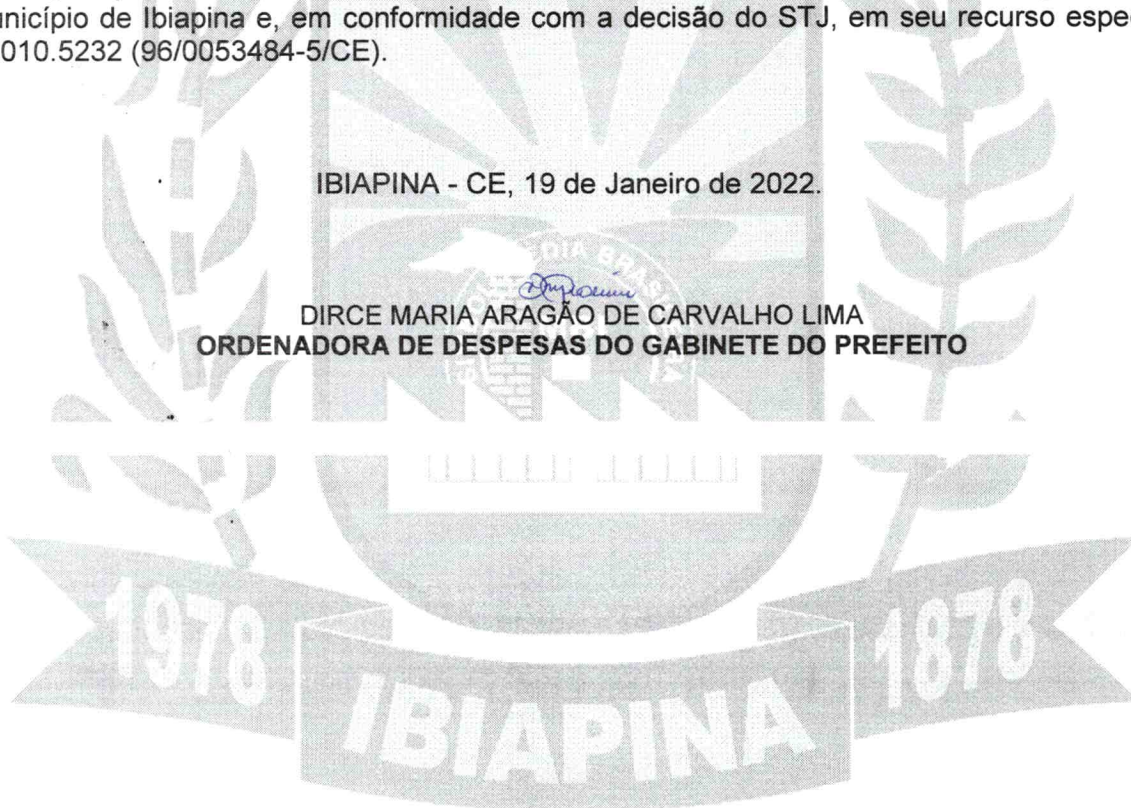 unicípio de Ibiapina e, em conformidade com a decisão do STJ, em seu recurso espec
010.5232 (96/0053484-5/CE).
IBIAPINA - CE, 19 de Janeiro de 2022.
DIRCE MARIA ARAGÃO DE CARVALHO LIMA
ORDENADORA DE DESPESAS DO GABINETE DO PREFEITO
1978
IBIAPINA
1878